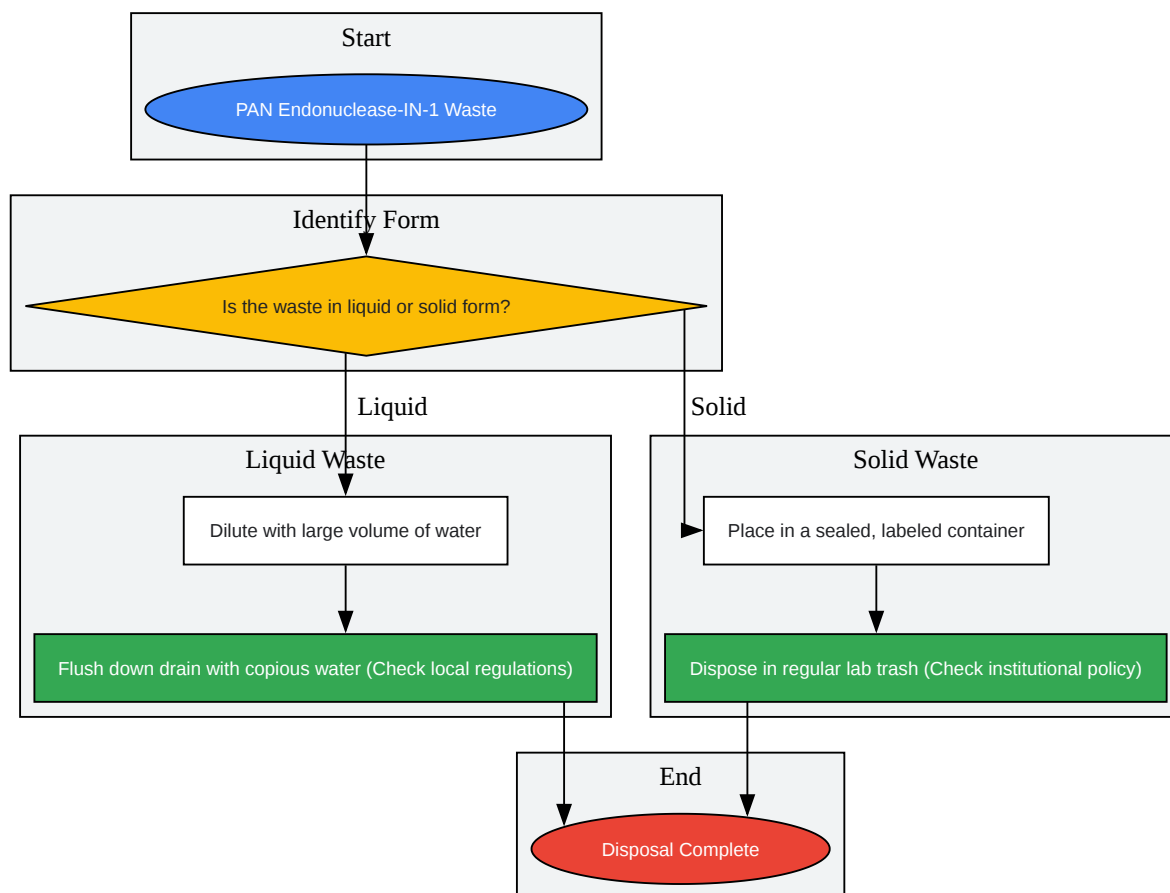 Start
PAN Endonuclease-IN-1 Waste
Identify Form
Is the waste in liquid or solid form?
Liquid
Solid
Liquid Waste
Solid Waste
Dilute with large volume of water
Place in a sealed, labeled container
Flush down drain with copious water (Check local regulations)
Dispose in regular lab trash (Check institutional policy)
End
Disposal Complete